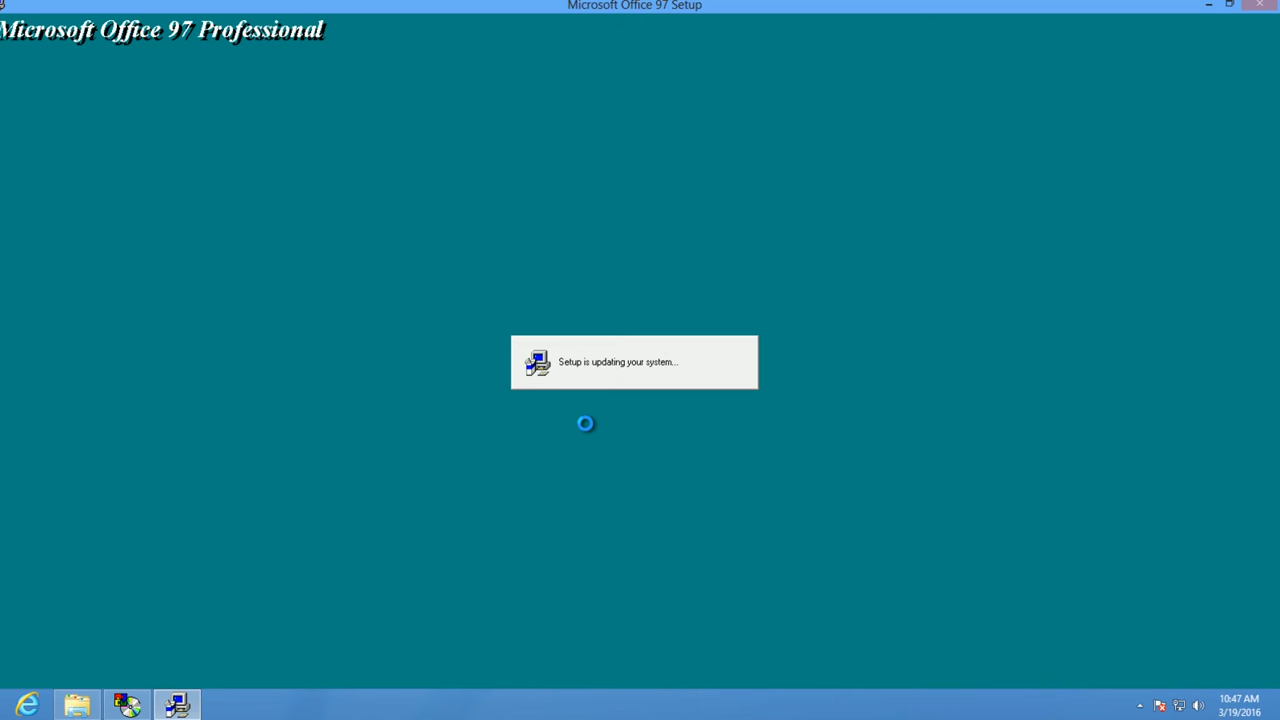 Microsoft Office 97 Setup
Microsoft Office 97 Professional
Setup is updating your system...
10:47 AM
3/19/2016